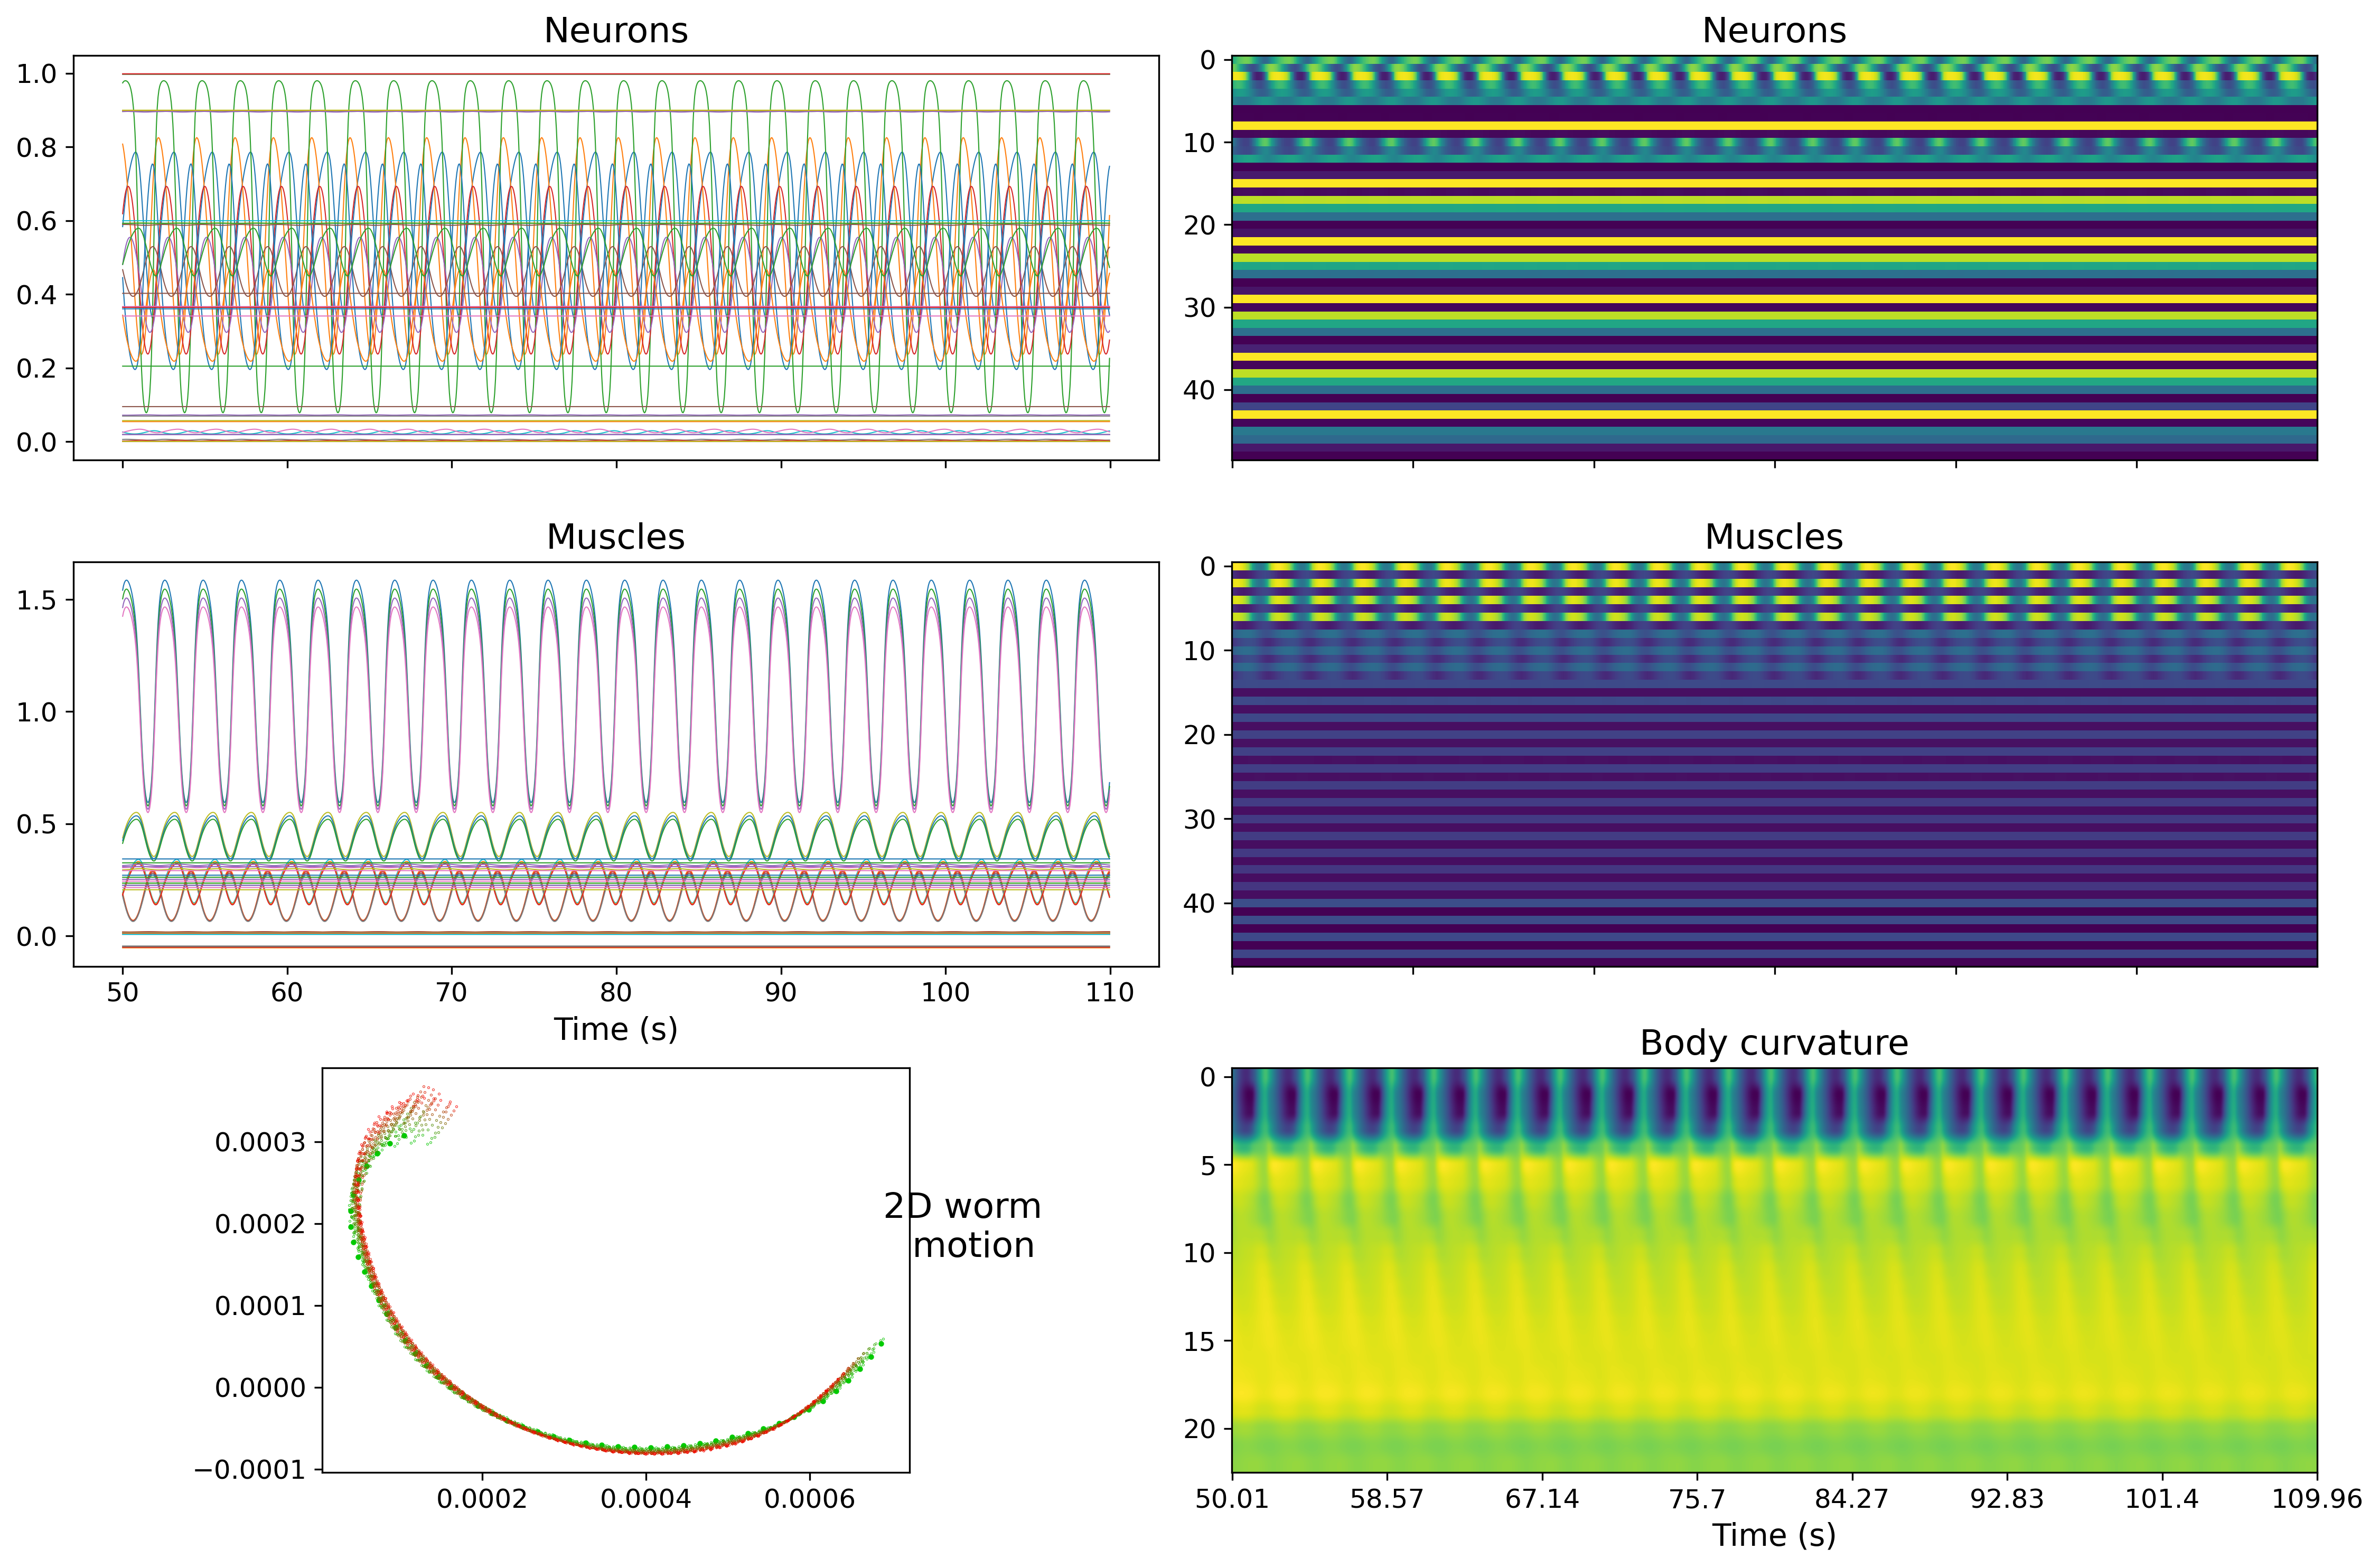 Neurons
1.0
0.8
0.6
0.4
0.2
0.0
Neurons
0
10
20
30
40
Muscles
1.5
1.0
0.5
0.0
50 60 70 80 90 100 110
Time (s)
Muscles
0
10
20
30
40
2D worm
motion
0.0003
0.0002
0.0001
0.0000
−0.0001
0.0002 0.0004 0.0006
Body curvature
0
5
10
15
20
50.01 58.57 67.14 75.7 84.27 92.83 101.4 109.96
Time (s)